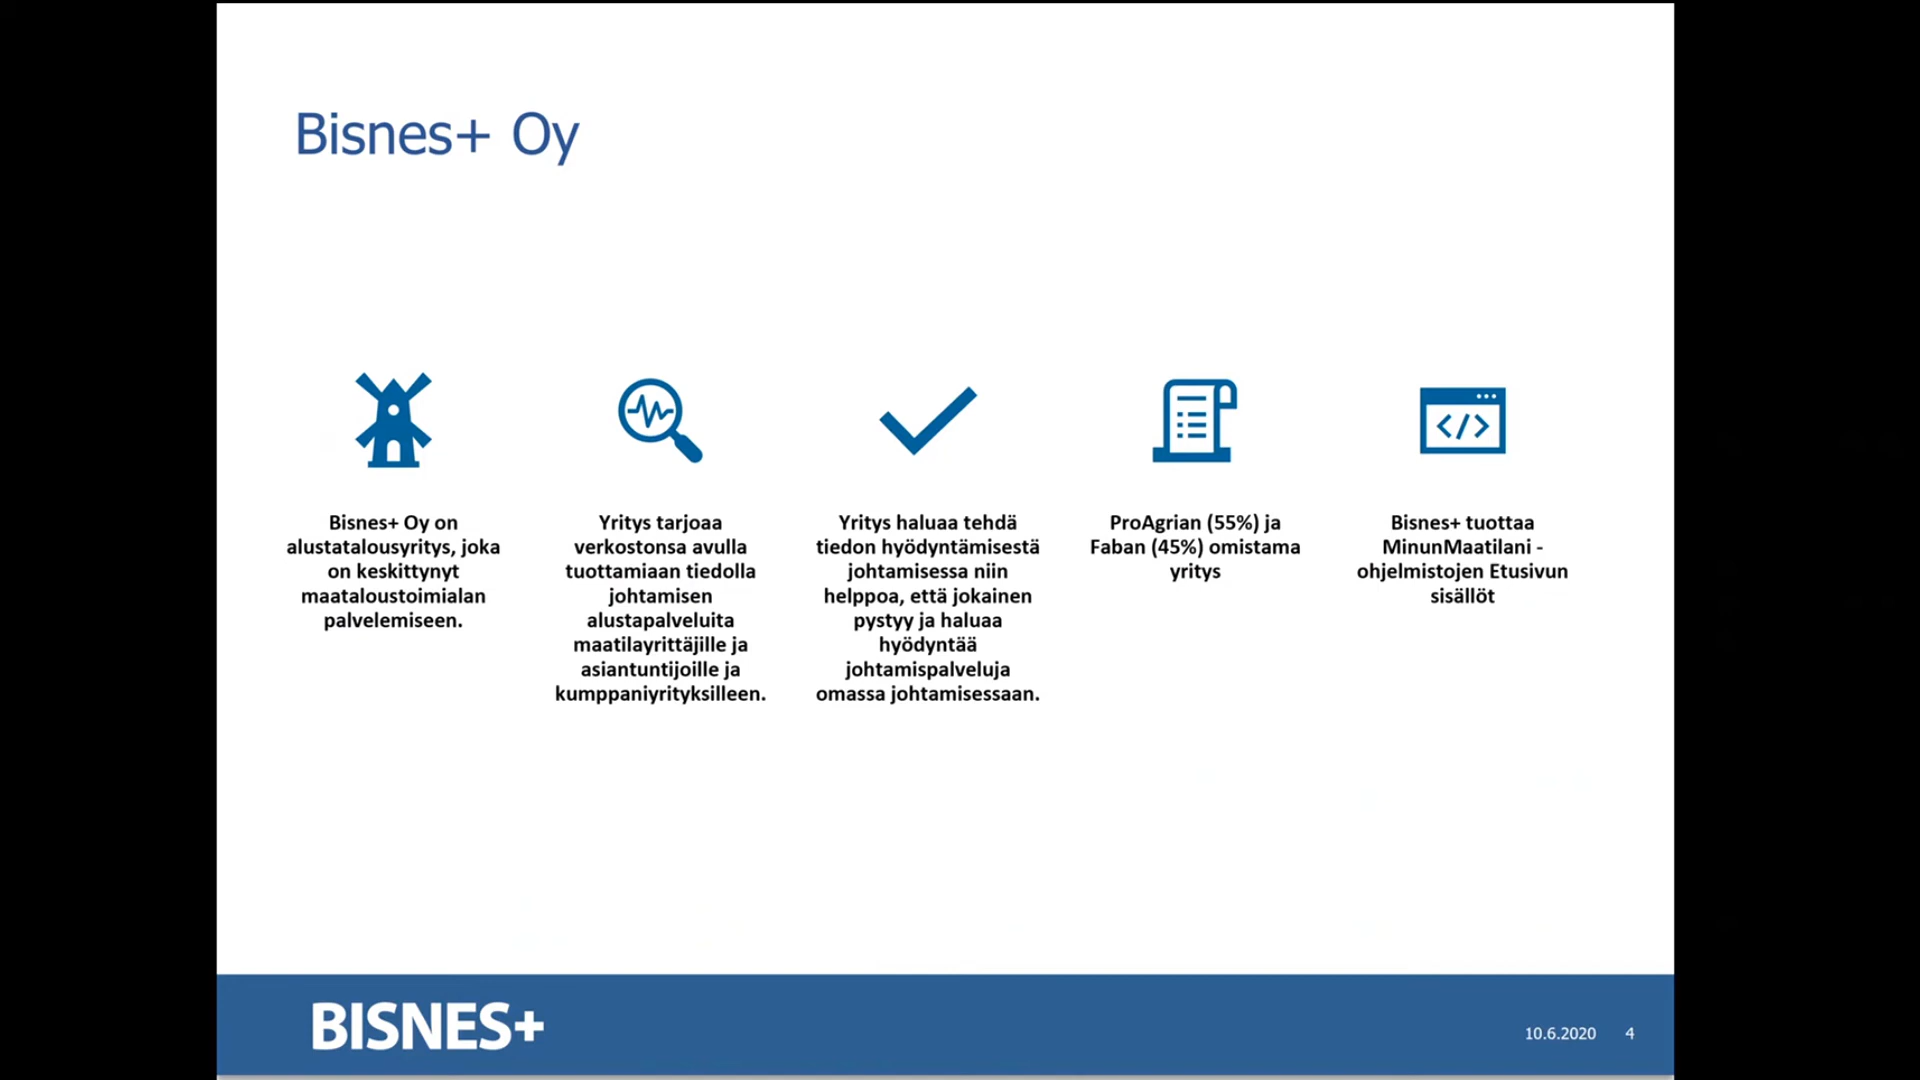 Bisnes+ Oy
Bisnes+ Oy on
alustatalousyritys, joka
on keskittynyt
maataloustoimialan
palvelemiseen.
Yritys tarjoaa
verkostonsa avulla
tuottamiaan tiedolla
johtamisen
alustapalveluita
maatilayrittäjille ja
asiantuntijoille ja
kumppaniyrityksilleen.
Yritys haluaa tehdä
tiedon hyödyntämisestä
johtamisessa niin
helppoa, että jokainen
pystyy ja haluaa
hyödyntää
johtamispalveluja
omassa johtamisessaan.
ProAgrian (55%) ja
Faban (45%) omistama
yritys
Bisnes+ tuottaa
MinunMaatilani -
ohjelmistojen Etusivun
sisällöt
BISNES+
10.6.2020 4